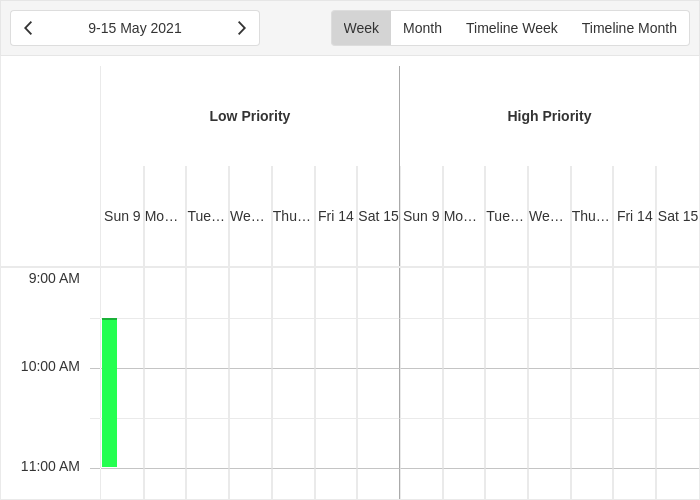 9-15 May 2021
Week Month Timeline Week Timeline Month
Low Priority High Priority
Sun 9 Mo… Tue… We… Thu… Fri 14 Sat 15 Sun 9 Mo… Tue… We… Thu… Fri 14 Sat 15
9:00 AM
10:00 AM
11:00 AM